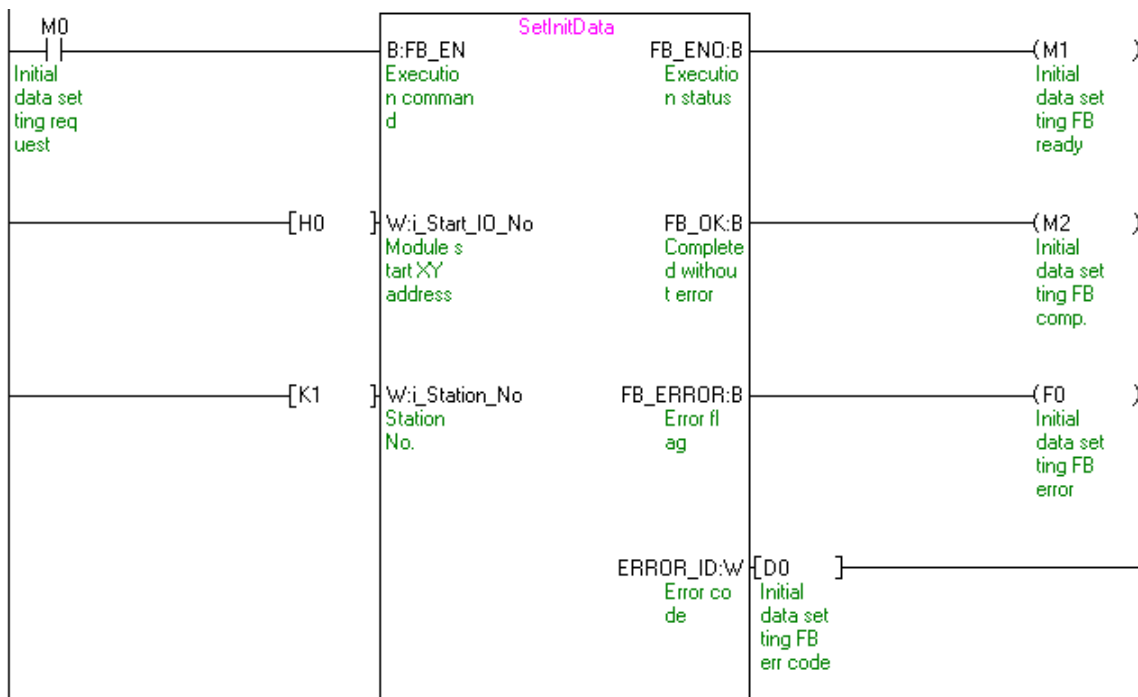 SetInitData
M0
B:FB_EN
FB_ENO:B
(M1 )
Initial
data set
ting req
uest
Executio
n comman
d
Executio
n status
Initial
data set
ting FB
ready
[H0 ]
W:i_Start_IO_No
FB_OK:B
(M2 )
Module s
tart XY
address
Complete
d withou
t error
Initial
data set
ting FB
comp.
[K1 ]
W:i_Station_No
FB_ERROR:B
(F0 )
Station
No.
Error fl
ag
Initial
data set
ting FB
error
ERROR_ID:W
[D0 ]
Error co
de
Initial
data set
ting FB
err code